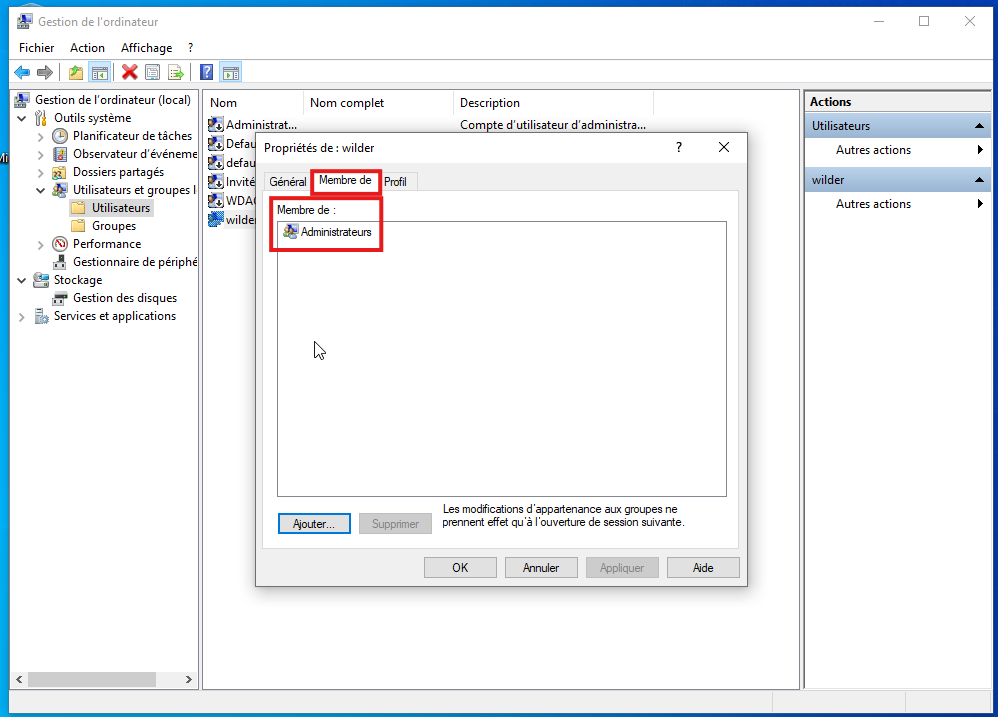 Gestion de l'ordinateur
Fichier Action Affichage ?
Gestion de l'ordinateur (local)
Outils système
Planificateur de tâches
Observateur d'événeme
Dossiers partagés
Utilisateurs et groupes l
Utilisateurs
Groupes
Performance
Gestionnaire de périphé
Stockage
Gestion des disques
Services et applications
Nom Nom complet Description
Administrat... Compte d'utilisateur d'administra...
Defau
defau
Invité
WDAG
wilder
Propriétés de : wilder ?
Général Membre de Profil
Membre de :
Administrateurs
Ajouter... Supprimer
Les modifications d'appartenance aux groupes ne
prennent effet qu'à l'ouverture de session suivante.
OK Annuler Appliquer Aide
Actions
Utilisateurs
Autres actions
wilder
Autres actions
Mi